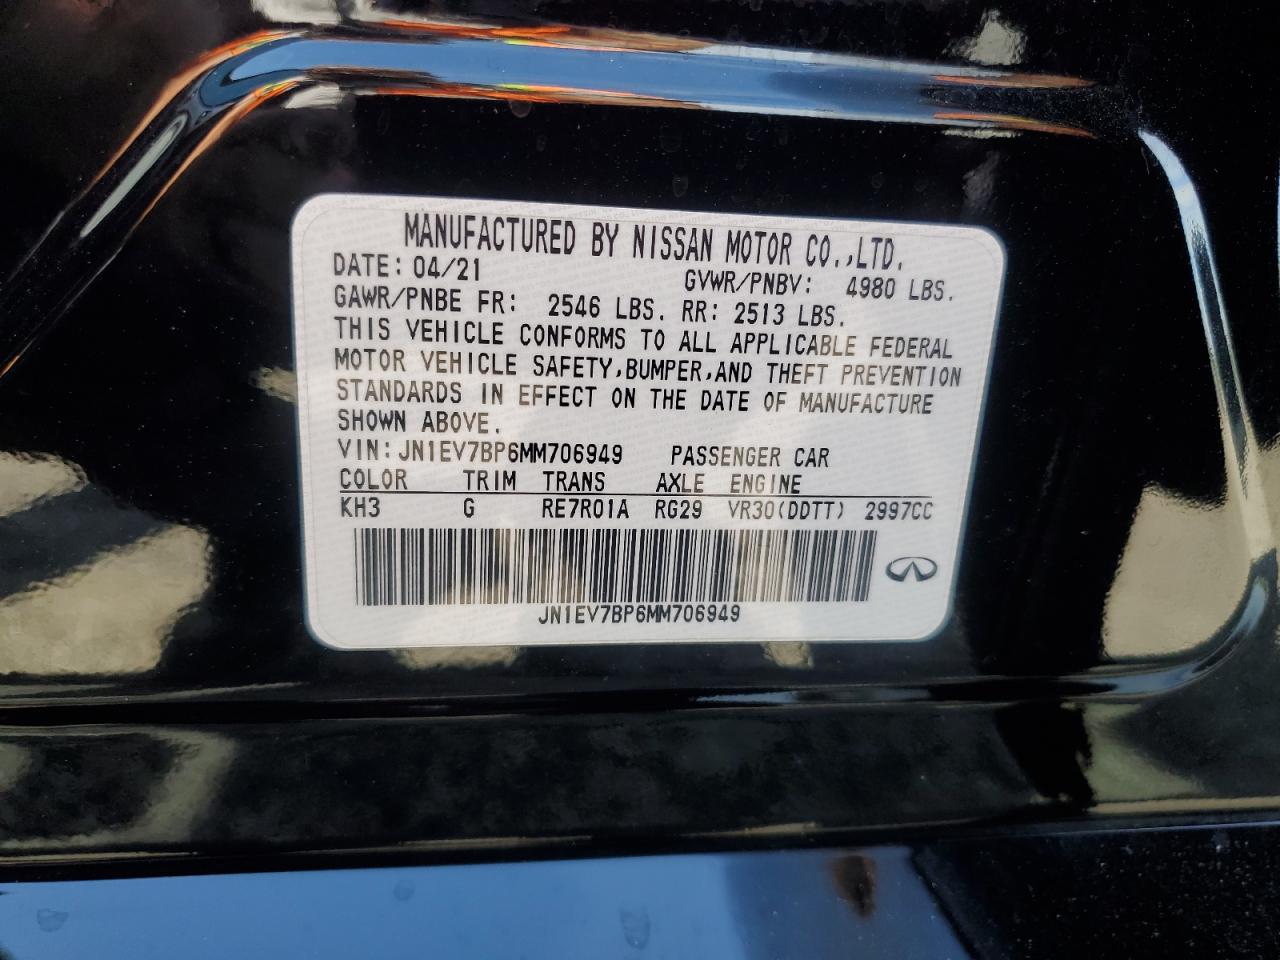 MANUFACTURED BY NISSAN MOTOR CO.,LTD.
DATE: 04/21 GVWR/PNBV: 4980 LBS.
GAWR/PNBE FR: 2546 LBS. RR: 2513 LBS.
THIS VEHICLE CONFORMS TO ALL APPLICABLE FEDERAL
MOTOR VEHICLE SAFETY,BUMPER,AND THEFT PREVENTION
STANDARDS IN EFFECT ON THE DATE OF MANUFACTURE
SHOWN ABOVE.
VIN: JN1EV7BP6MM706949 PASSENGER CAR
COLOR TRIM TRANS AXLE ENGINE
KH3 G RE7R01A RG29 VR30(DDTT) 2997CC
JN1EV7BP6MM706949